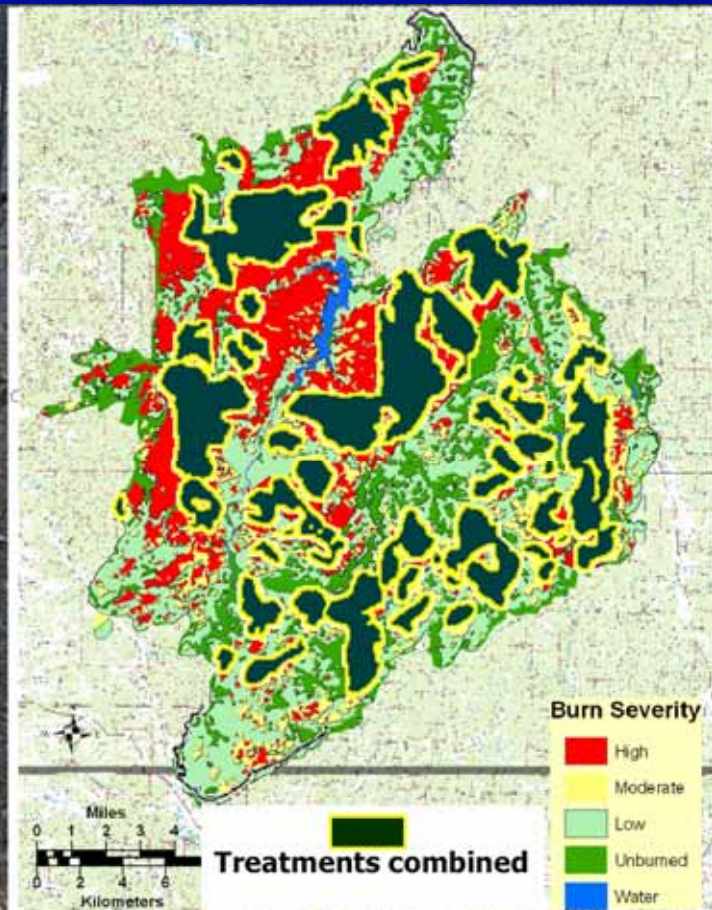 Miles
0 1 2 3 4
0 2 4 6
Kilometers
Treatments combined
Burn Severity
High
Moderate
Low
Unburned
Water